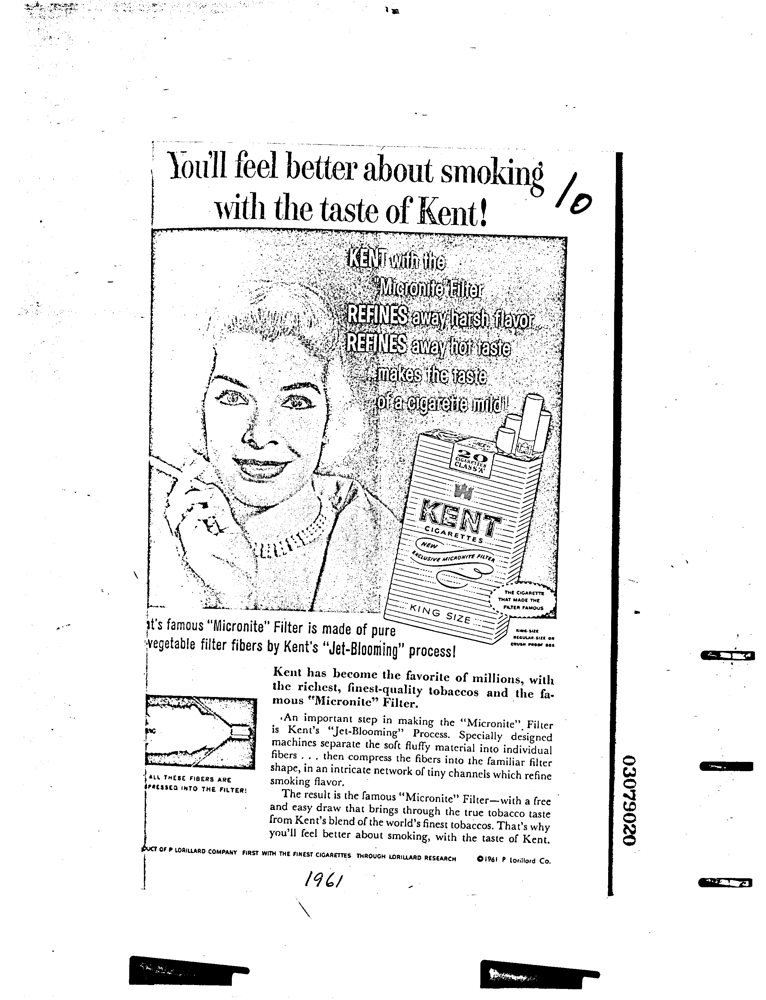 You'll feel better about smoking
with the taste of Kent!
10
KENT with the
"Micronite" Filter
REFINES away harsh flavor
REFINES away hot taste
makes the taste
of a cigarette mild!
20
CIGARETTES
CLASS A
KENT
CIGARETTES
NEW
EXCLUSIVE MICRONITE FILTER
KING SIZE
THE CIGARETTE
THAT MADE THE
FILTER FAMOUS
KING SIZE
REGULAR SIZE OR
CRUSH PROOF BOX
nt's famous "Micronite" Filter is made of pure
vegetable filter fibers by Kent's "Jet-Blooming" process!
Kent has become the favorite of millions, with
the richest, finest-quality tobaccos and the fa-
mous "Micronite" Filter.
An important step in making the "Micronite" Filter
is Kent's "Jet-Blooming" Process. Specially designed
machines separate the soft fluffy material into individual
fibers . . . then compress the fibers into the familiar filter
shape, in an intricate network of tiny channels which refine
smoking flavor.
The result is the famous "Micronite" Filter—with a free
and easy draw that brings through the true tobacco taste
from Kent's blend of the world's finest tobaccos. That's why
you'll feel better about smoking, with the taste of Kent.
ALL THESE FIBERS ARE
PRESSED INTO THE FILTER!
DUCT OF P LORILLARD COMPANY FIRST WITH THE FINEST CIGARETTES THROUGH LORILLARD RESEARCH ©1961 P Lorillard Co.
1961
03079020